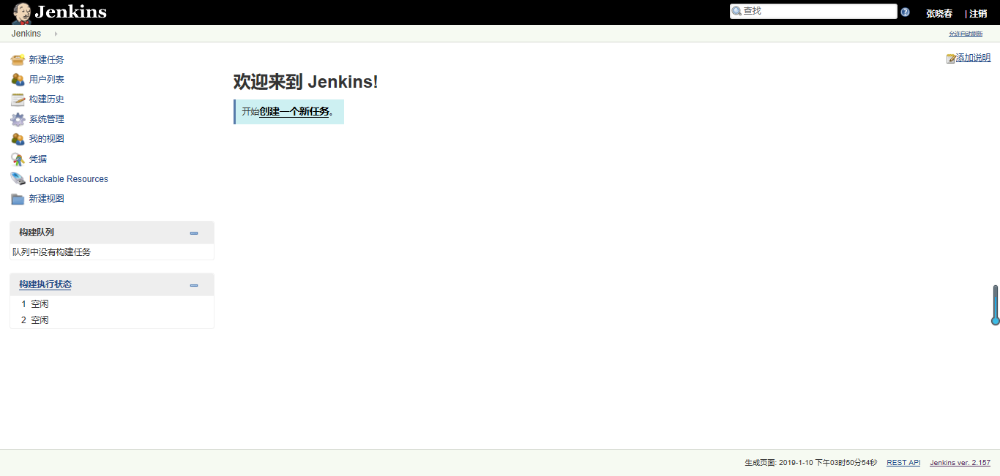 Jenkins
查找
张晓春 | 注销
Jenkins
允许自动刷新
新建任务
用户列表
构建历史
系统管理
我的视图
凭据
Lockable Resources
新建视图
添加说明
欢迎来到 Jenkins!
开始创建一个新任务。
构建队列
队列中没有构建任务
构建执行状态
1 空闲
2 空闲
生成页面: 2019-1-10 下午03时50分54秒 REST API Jenkins ver. 2.157